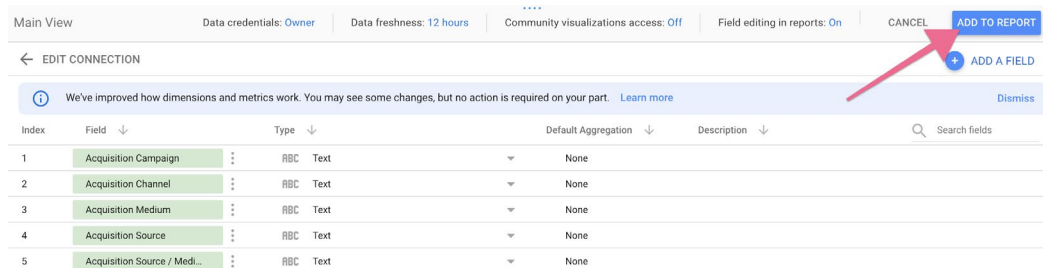 Main View Data credentials: Owner Data freshness: 12 hours Community visualizations access: Off Field editing in reports: On CANCEL ADD TO REPORT
EDIT CONNECTION + ADD A FIELD
We've improved how dimensions and metrics work. You may see some changes, but no action is required on your part. Learn more Dismiss
Index Field Type Default Aggregation Description Search fields
1 Acquisition Campaign ABC Text None
2 Acquisition Channel ABC Text None
3 Acquisition Medium ABC Text None
4 Acquisition Source ABC Text None
5 Acquisition Source / Medi... ABC Text None